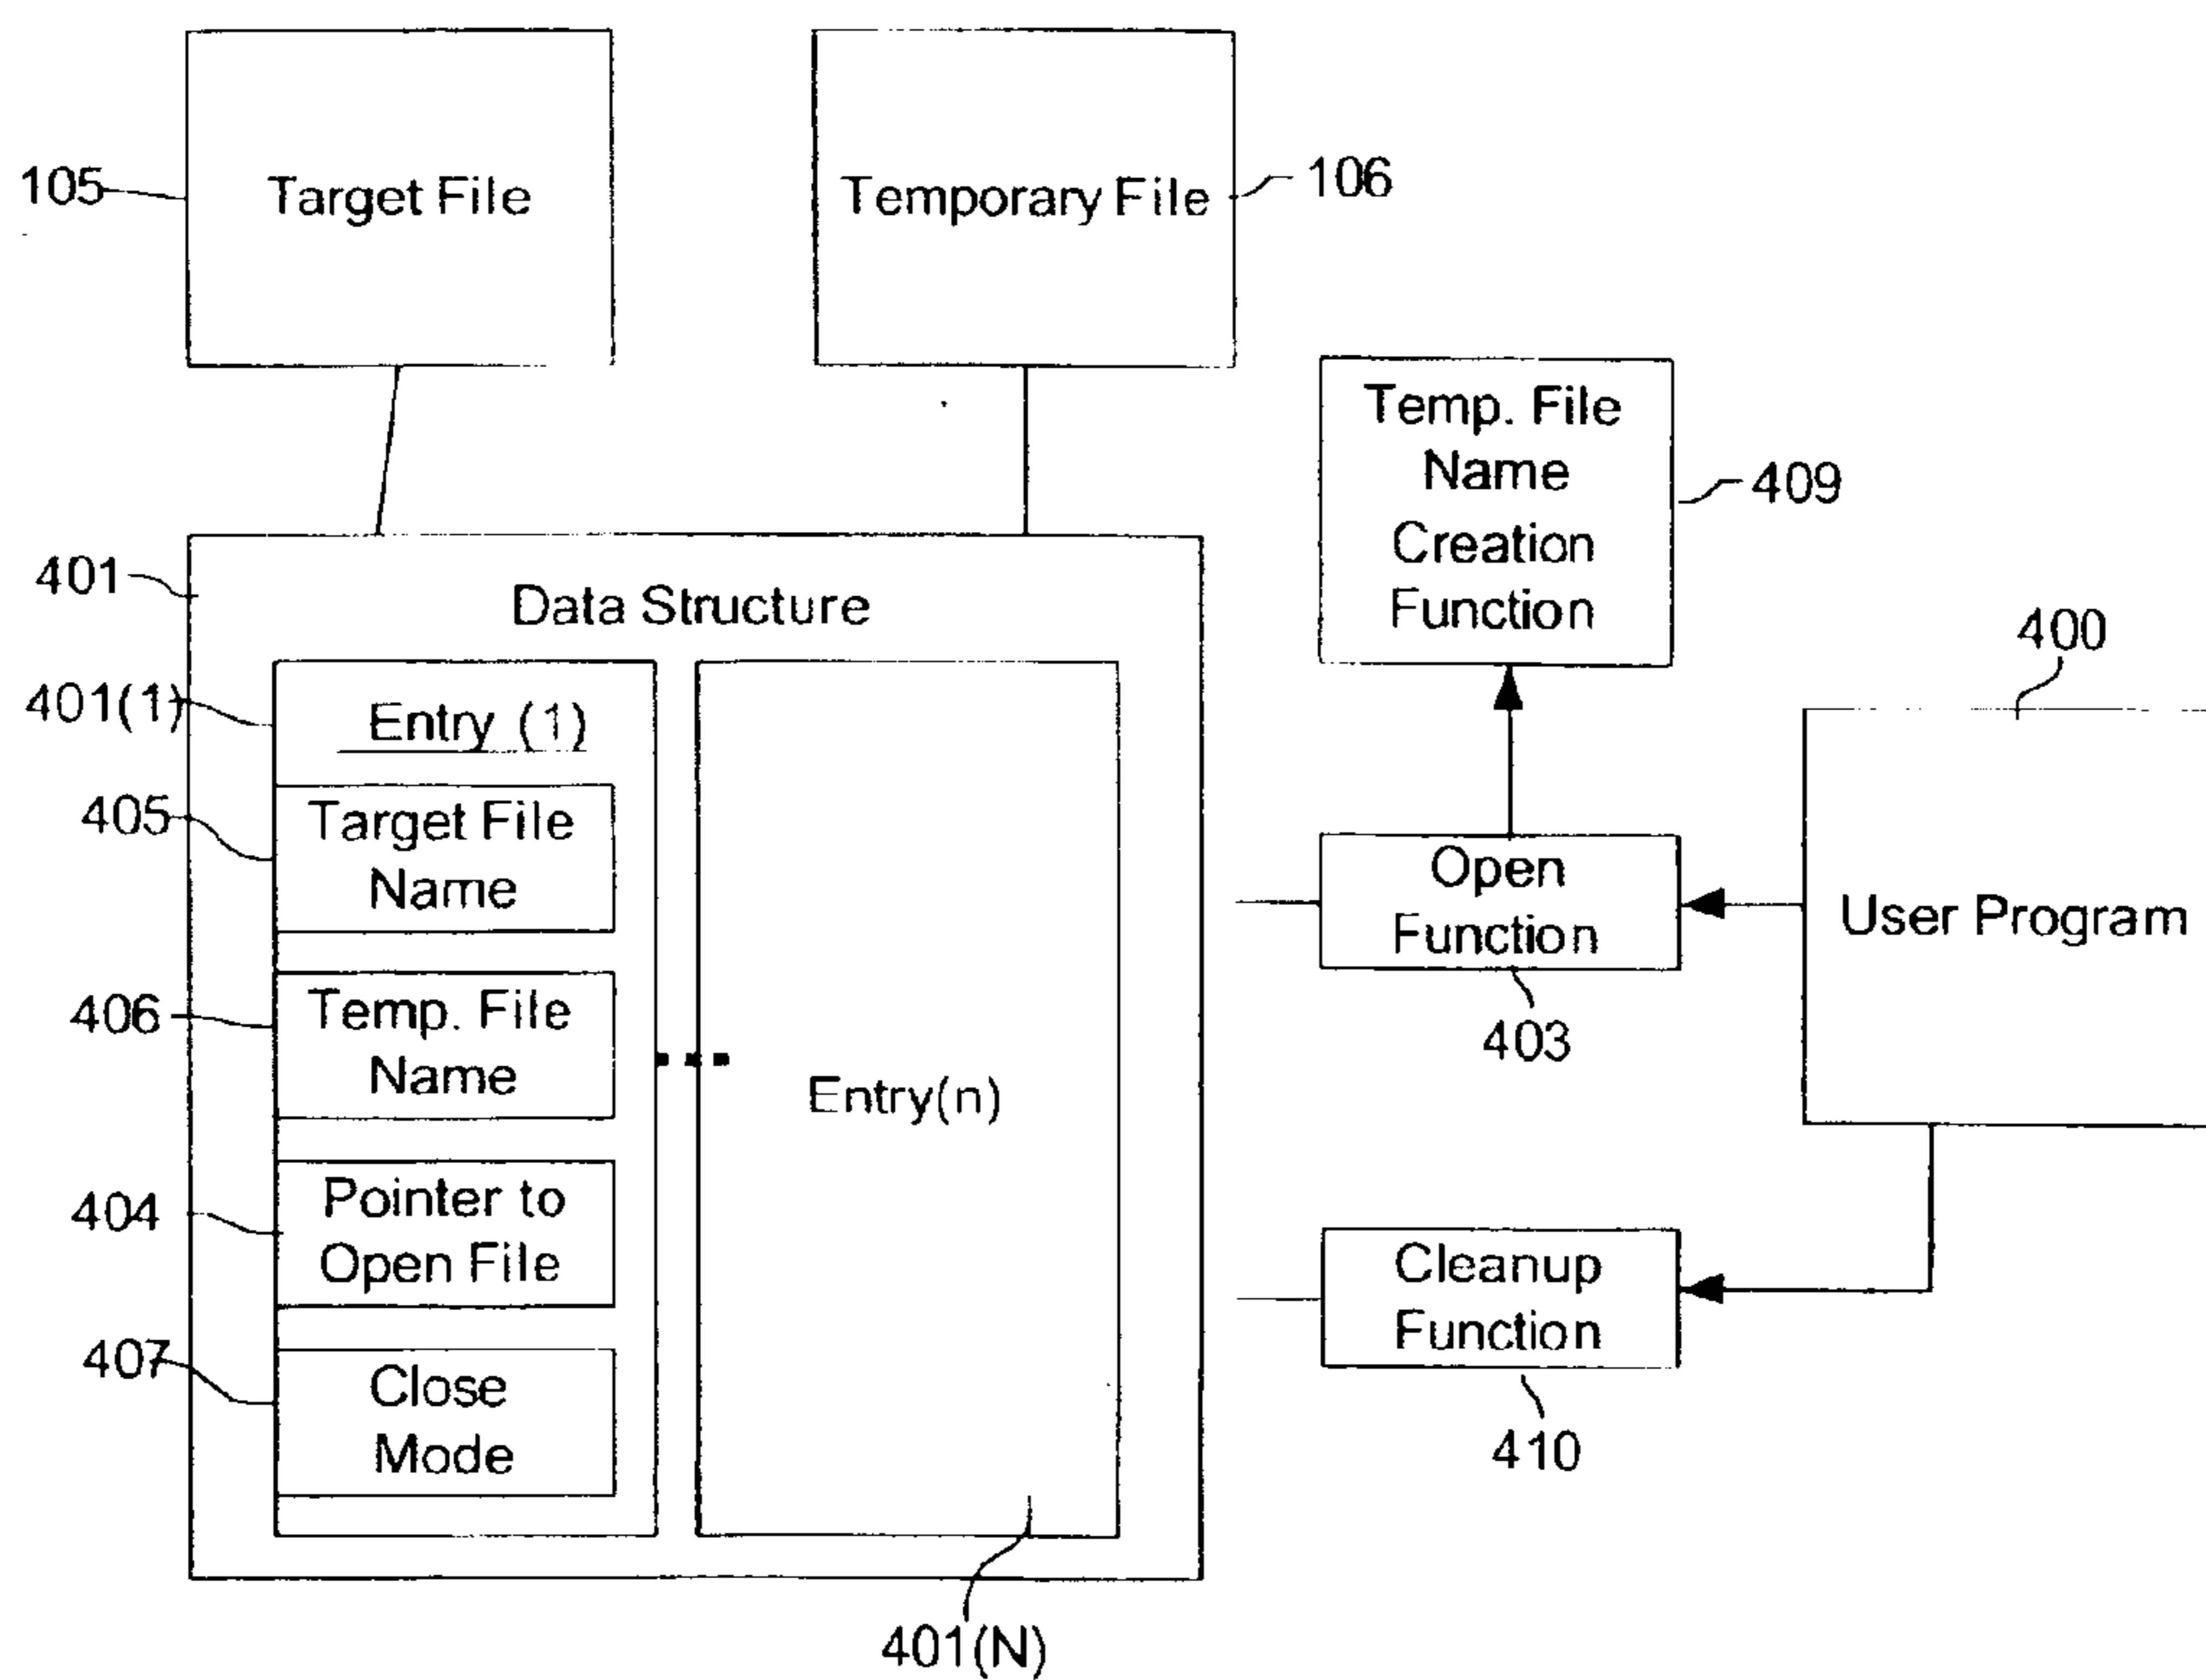 105
Target File
Temporary File
106
401
Data Structure
401(1)
Entry (1)
405
Target File
Name
406
Temp. File
Name
404
Pointer to
Open File
407
Close
Mode
Entry(n)
401(N)
Temp. File
Name
Creation
Function
409
400
Open
Function
403
User Program
Cleanup
Function
410